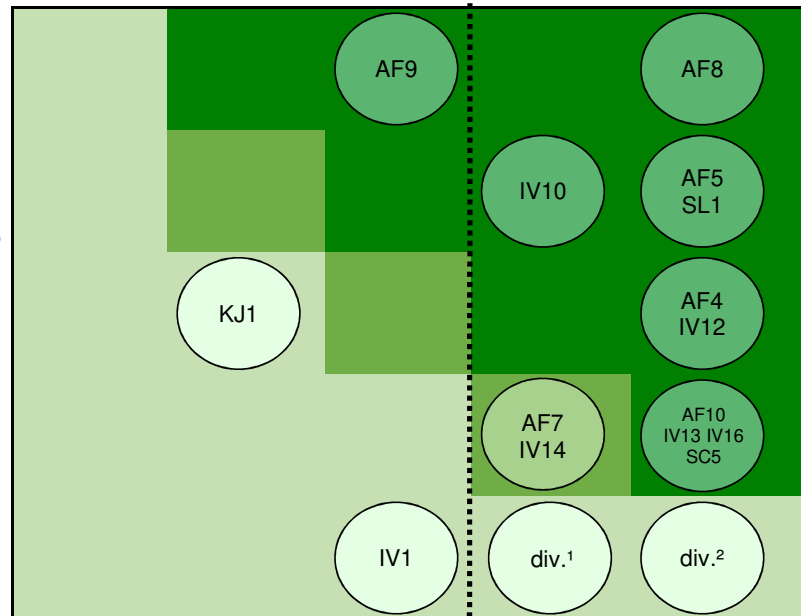 AF9
AF8
IV10
AF5
SL1
KJ1
AF4
IV12
AF7
IV14
AF10
IV13 IV16
SC5
IV1
div.¹
div.²